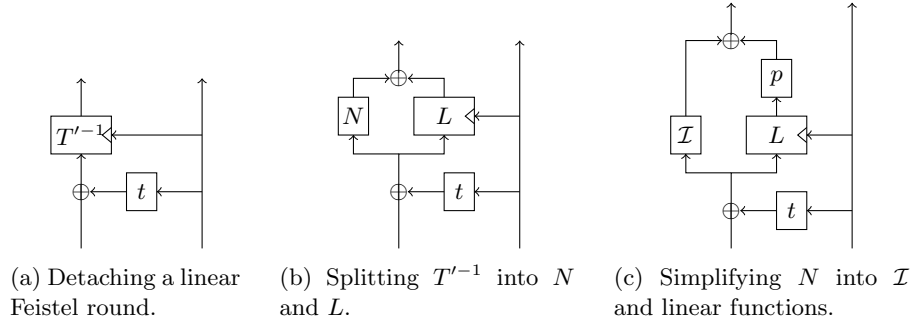 T′⁻¹
t
(a) Detaching a linear
Feistel round.
N L
t
(b) Splitting T′⁻¹ into N
and L.
p
𝓘 L
t
(c) Simplifying N into 𝓘
and linear functions.